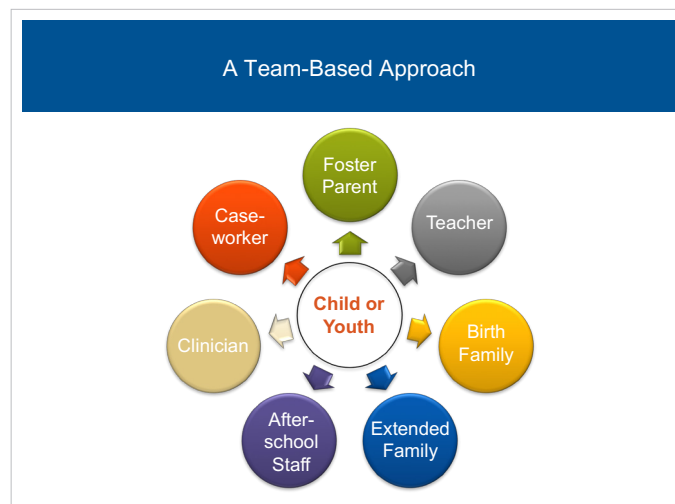 A Team-Based Approach
Foster
Parent
Teacher
Birth
Family
Extended
Family
After-
school
Staff
Clinician
Case-
worker
Child or
Youth